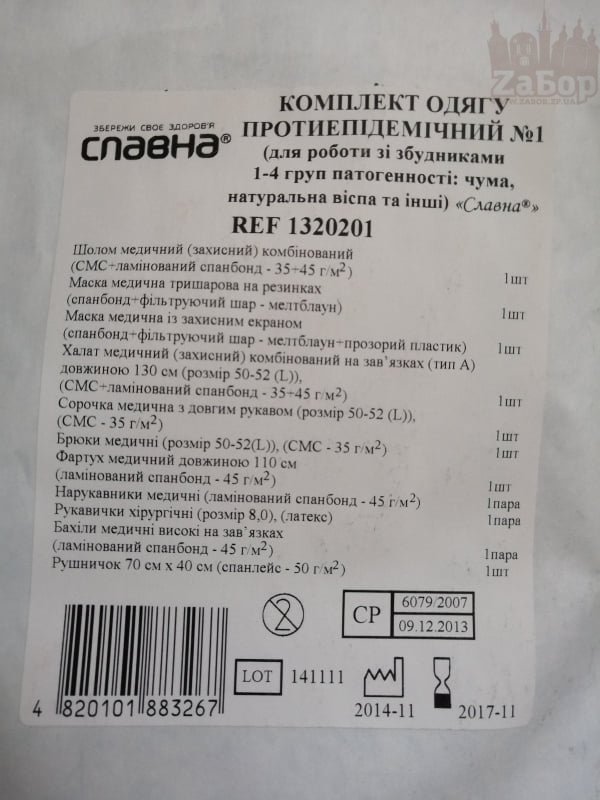 ZaБор
WWW.ZABOR.ZP.UA
ЗБЕРЕЖИ СВОЄ ЗДОРОВ'Я
СЛАВНА®
КОМПЛЕКТ ОДЯГУ
ПРОТИЕПІДЕМІЧНИЙ №1
(для роботи зі збудниками
1-4 груп патогенності: чума,
натуральна віспа та інші) «Славна®»
REF 1320201
Шолом медичний (захисний) комбінований
(СМС+ламінований спанбонд - 35+45 г/м²) 1шт
Маска медична тришарова на резинках
(спанбонд+фільтруючий шар - мелтблаун) 1шт
Маска медична із захисним екраном
(спанбонд+фільтруючий шар - мелтблаун+прозорий пластик) 1шт
Халат медичний (захисний) комбінований на зав'язках (тип А)
довжиною 130 см (розмір 50-52 (L)),
(СМС+ламінований спанбонд - 35+45 г/м²) 1шт
Сорочка медична з довгим рукавом (розмір 50-52 (L)),
(СМС - 35 г/м²) 1шт
Брюки медичні (розмір 50-52(L)), (СМС - 35 г/м²) 1шт
Фартух медичний довжиною 110 см
(ламінований спанбонд - 45 г/м²) 1шт
Нарукавники медичні (ламінований спанбонд - 45 г/м²) 1пара
Рукавички хірургічні (розмір 8,0), (латекс) 1пара
Бахіли медичні високі на зав'язках
(ламінований спанбонд - 45 г/м²) 1пара
Рушничок 70 см х 40 см (спанлейс - 50 г/м²) 1шт
2
СР 6079/2007
09.12.2013
LOT 141111
2014-11
2017-11
4 820101 883267